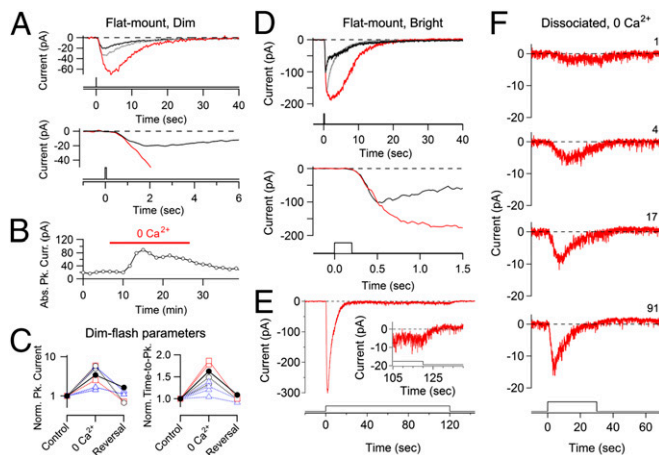 A
Flat-mount, Dim
Current (pA)
0
-20
-40
-60
0 10 20 30 40
Time (sec)
Current (pA)
0
-20
-40
0 2 4 6
Time (sec)
B
0 Ca²⁺
Abs. Pk. Curr. (pA)
120
80
40
0
0 10 20 30
Time (min)
C
Dim-flash parameters
Norm. Pk. Current
10
1
Control
0 Ca²⁺
Reversal
Norm. Time-to-Pk.
2.0
1.5
1.0
Control
0 Ca²⁺
Reversal
D
Flat-mount, Bright
Current (pA)
0
-100
-200
0 10 20 30 40
Time (sec)
Current (pA)
0
-100
-200
0.0 0.5 1.0 1.5
Time (sec)
E
Current (pA)
0
-100
-200
-300
0 40 80 120
Time (sec)
Current (pA)
0
-10
-20
105 125
Time (sec)
F
Dissociated, 0 Ca²⁺
1
0
-10
-20
4
0
-10
-20
Current (pA)
17
0
-10
-20
91
0
-10
-20
0 20 40 60
Time (sec)